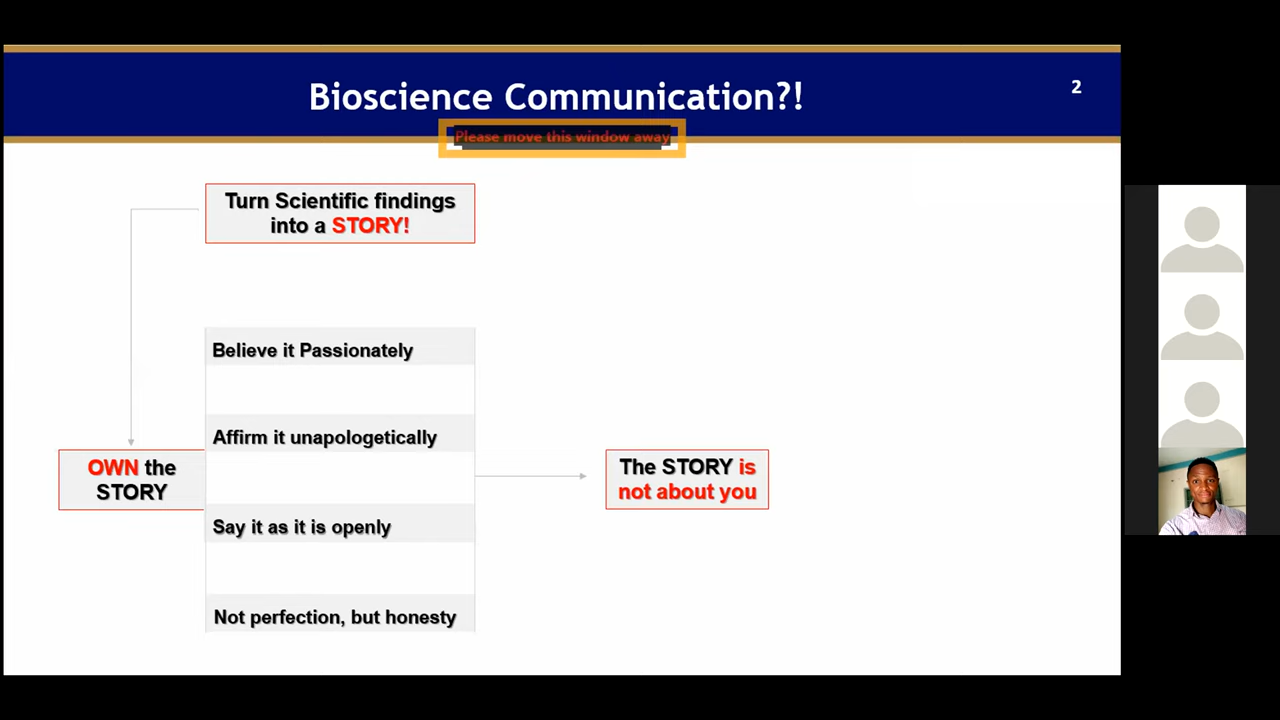 Bioscience Communication?!
2
Please move this window away
Turn Scientific findings
into a STORY!
Believe it Passionately
Affirm it unapologetically
OWN the
STORY
The STORY is
not about you
Say it as it is openly
Not perfection, but honesty